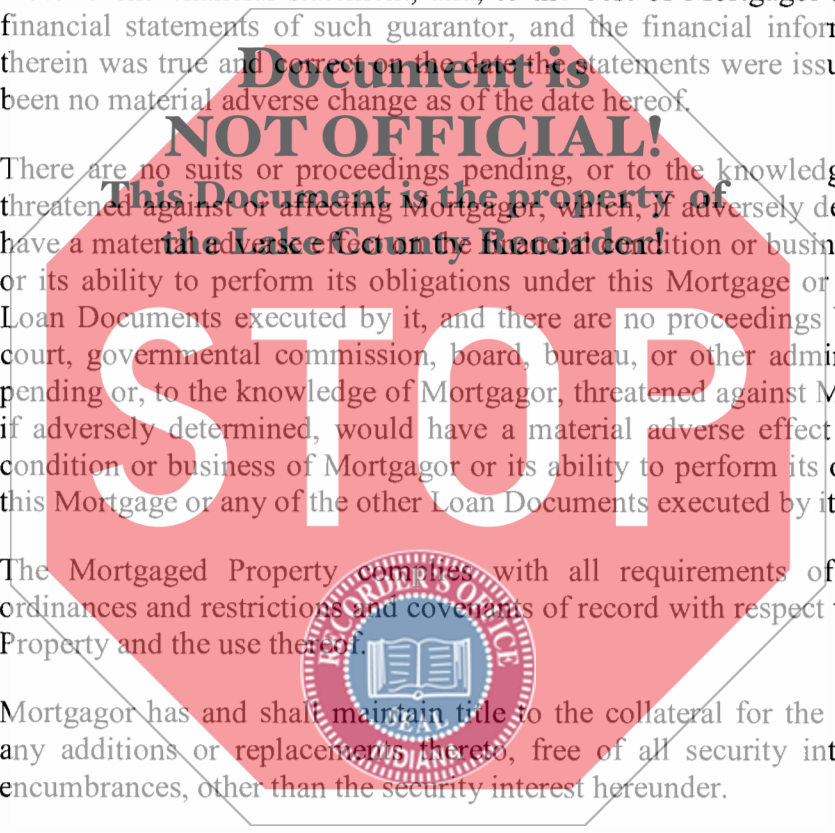 financial statements of such guarantor, and the financial
therein was true and correct on the date the statements were
been no material adverse change as of the date hereof.
Document is
NOT OFFICIAL!
This Document is the property of
the Lake County Recorder!
There are no suits or proceedings pending, or to the
threatened against or affecting Mortgagor, which, if adversely
have a material adverse effect on the financial condition or
or its ability to perform its obligations under this Mortgage or
Loan Documents executed by it, and there are no proceedings
court, governmental commission, board, bureau, or other
pending or, to the knowledge of Mortgagor, threatened against
if adversely determined, would have a material adverse effect
condition or business of Mortgagor or its ability to perform its
this Mortgage or any of the other Loan Documents executed by
STOP
The Mortgaged Property complies with all requirements of
ordinances and restrictions and covenants of record with respect
Property and the use thereof.
RECORDER'S OFFICE
SEAL
INDIANA
Mortgagor has and shall maintain title to the collateral for the
any additions or replacements thereto, free of all security
encumbrances, other than the security interest hereunder.